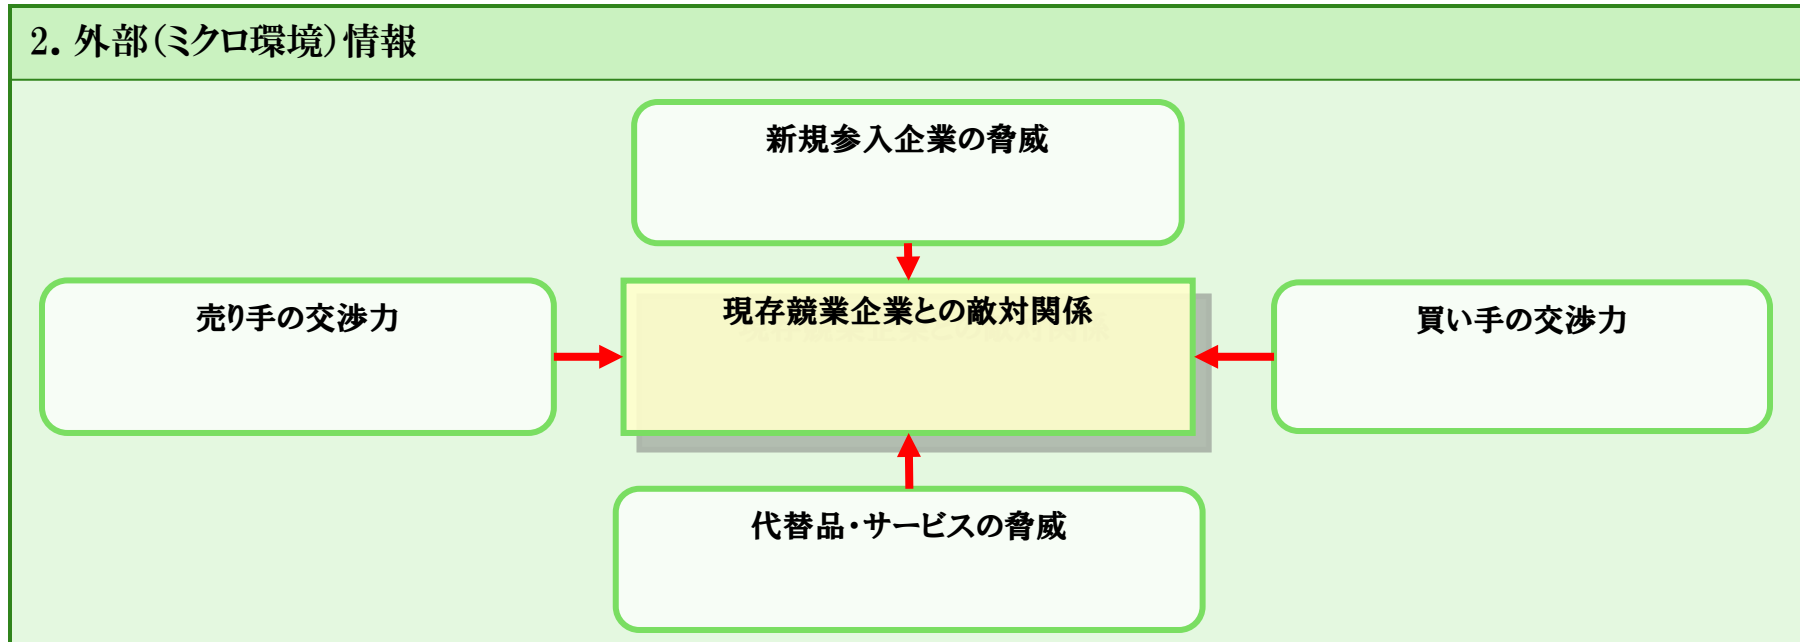 2. 外部（ミクロ環境）情報
新規参入企業の脅威
売り手の交渉力
現存競業企業との敵対関係
買い手の交渉力
代替品・サービスの脅威